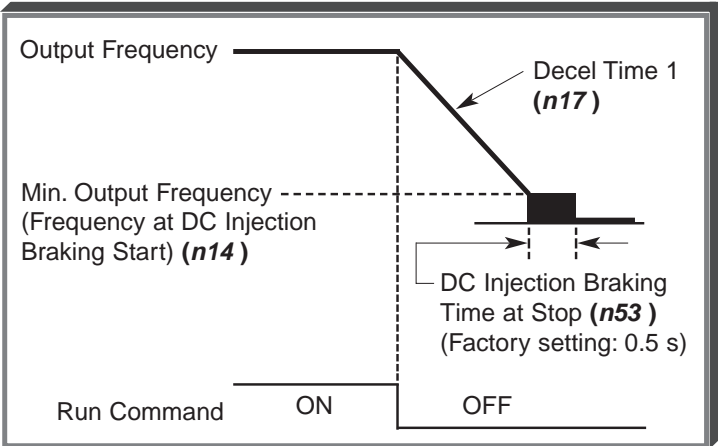 Output Frequency
Decel Time 1
(n17 )
Min. Output Frequency
(Frequency at DC Injection
Braking Start) (n14 )
DC Injection Braking
Time at Stop (n53 )
(Factory setting: 0.5 s)
Run Command
ON
OFF